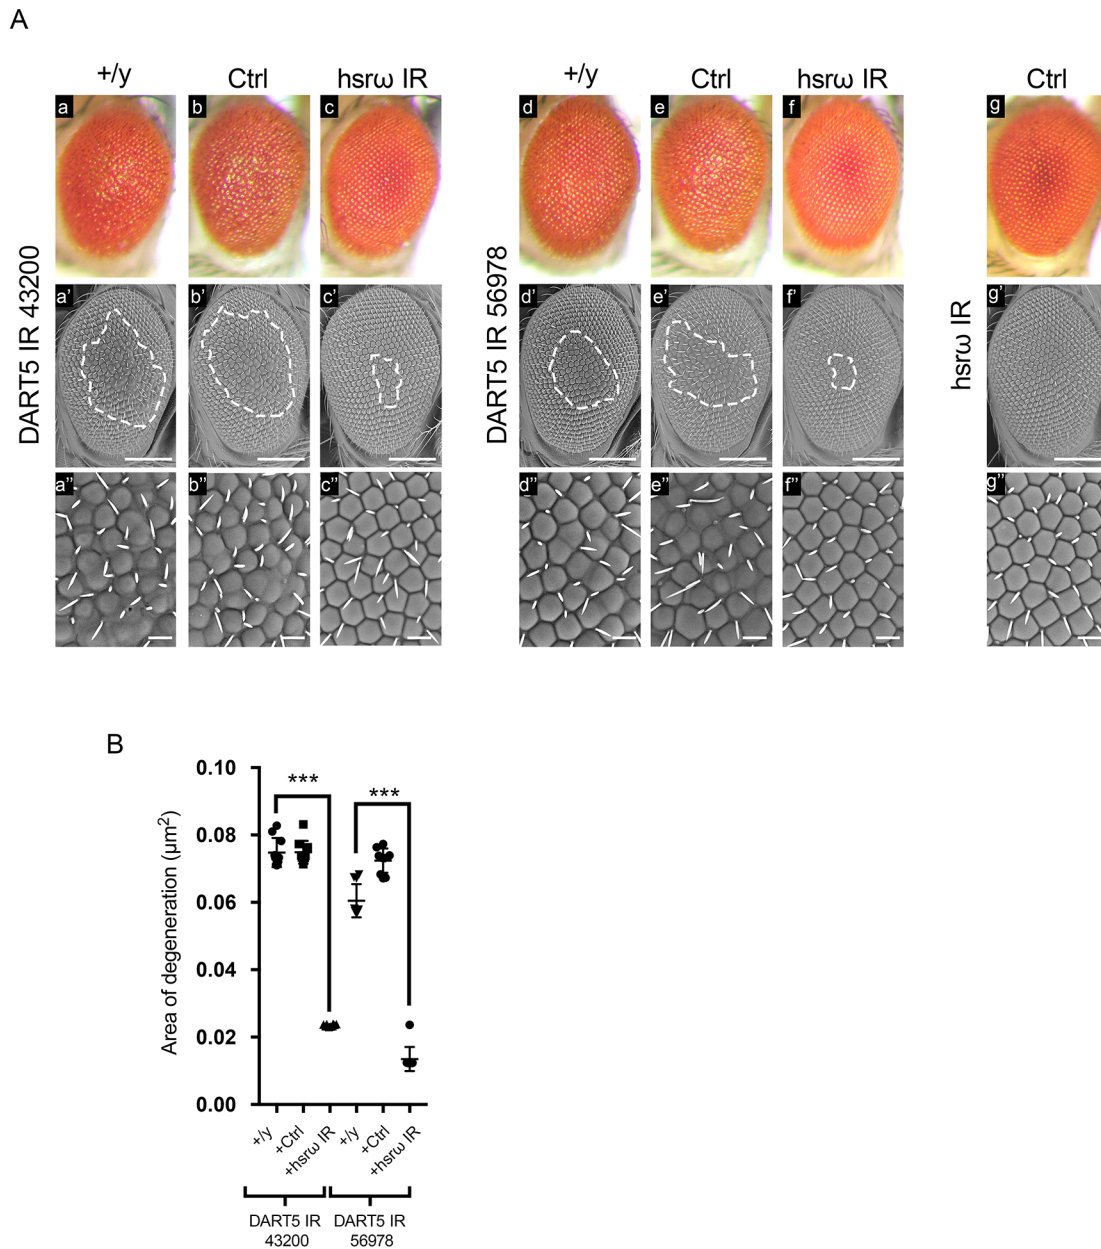 A
+/y Ctrl hsrω IR +/y Ctrl hsrω IR Ctrl
a b c d e f g
DART5 IR 43200
DART5 IR 56978
hsrω IR
a' b' c' d' e' f' g'
a'' b'' c'' d'' e'' f'' g''
B
Area of degeneration (μm²)
0.10
0.08
0.06
0.04
0.02
0.00
*** ***
+/y +Ctrl +hsrω IR +/y +Ctrl +hsrω IR
DART5 IR DART5 IR
43200 56978